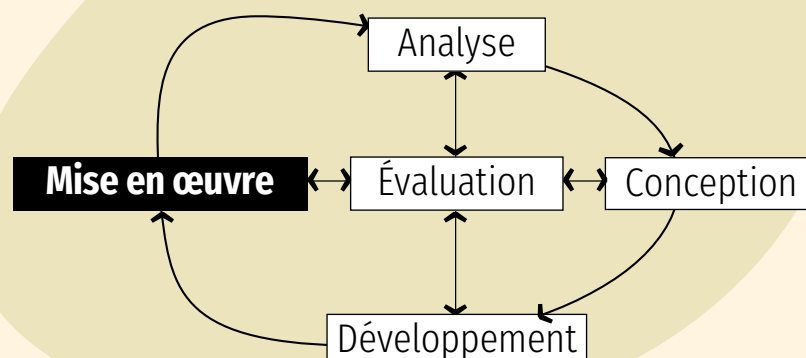 Analyse
Mise en œuvre
Évaluation
Conception
Développement